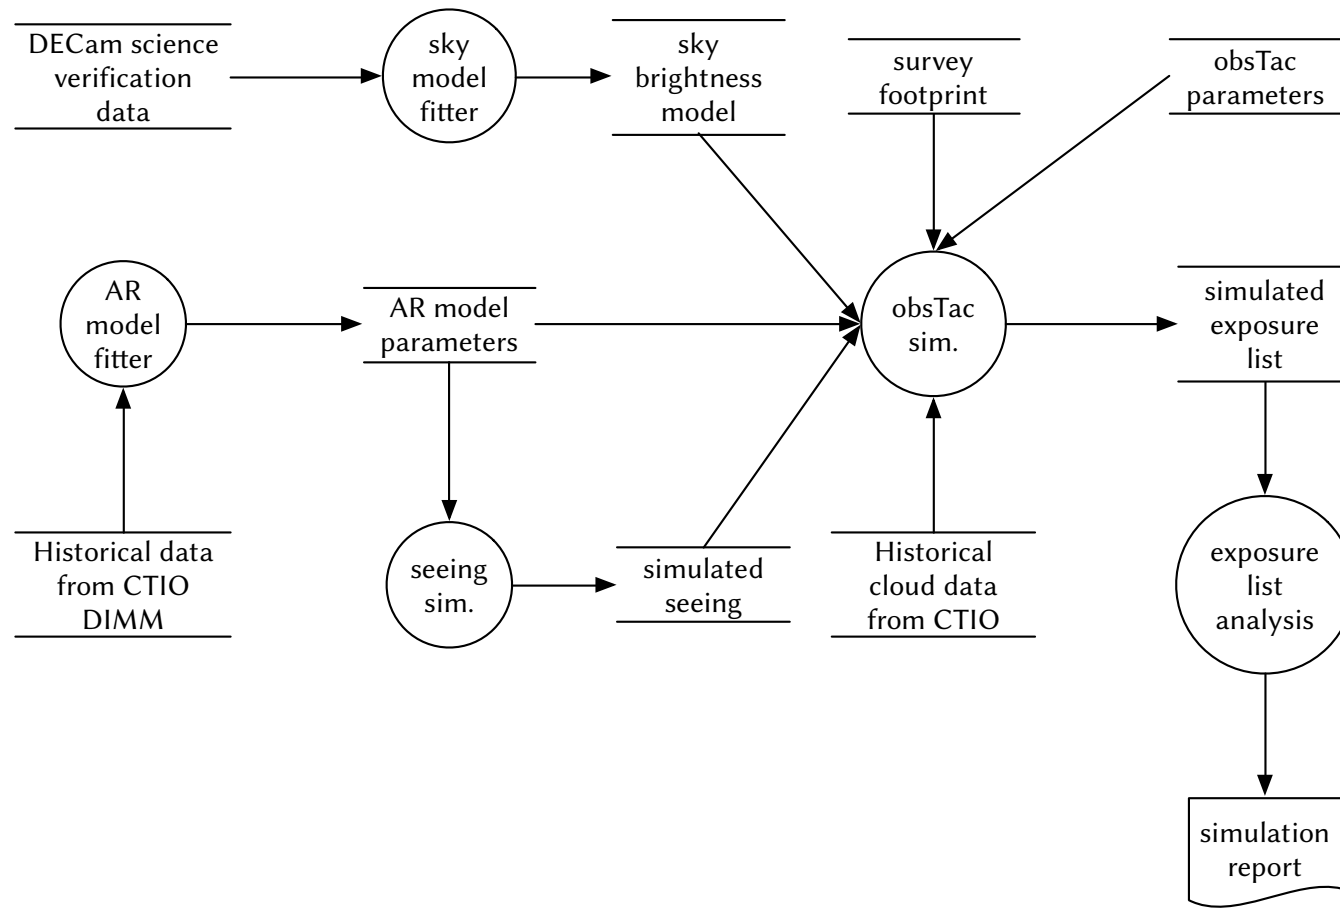 DECam science
verification
data
sky
model
fitter
sky
brightness
model
survey
footprint
obsTac
parameters
AR
model
fitter
AR model
parameters
obsTac
sim.
simulated
exposure
list
Historical data
from CTIO
DIMM
seeing
sim.
simulated
seeing
Historical
cloud data
from CTIO
exposure
list
analysis
simulation
report